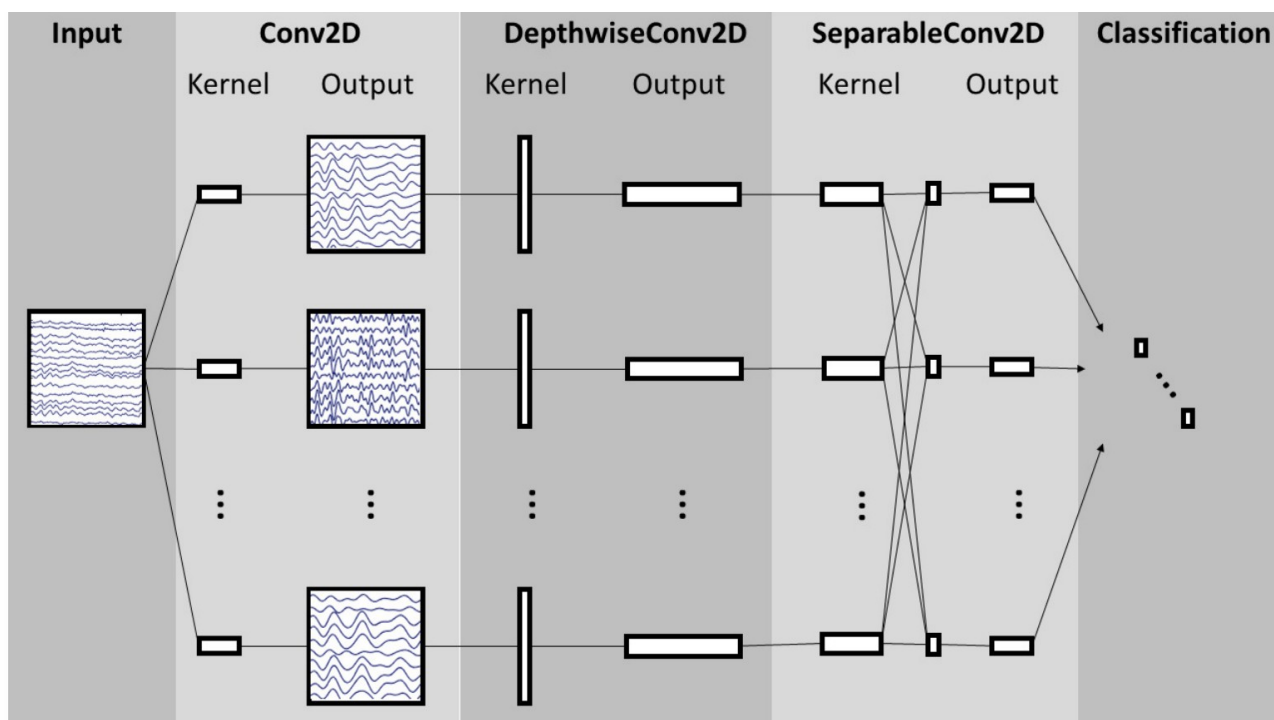 Input Conv2D DepthwiseConv2D SeparableConv2D Classification
Kernel Output Kernel Output Kernel Output